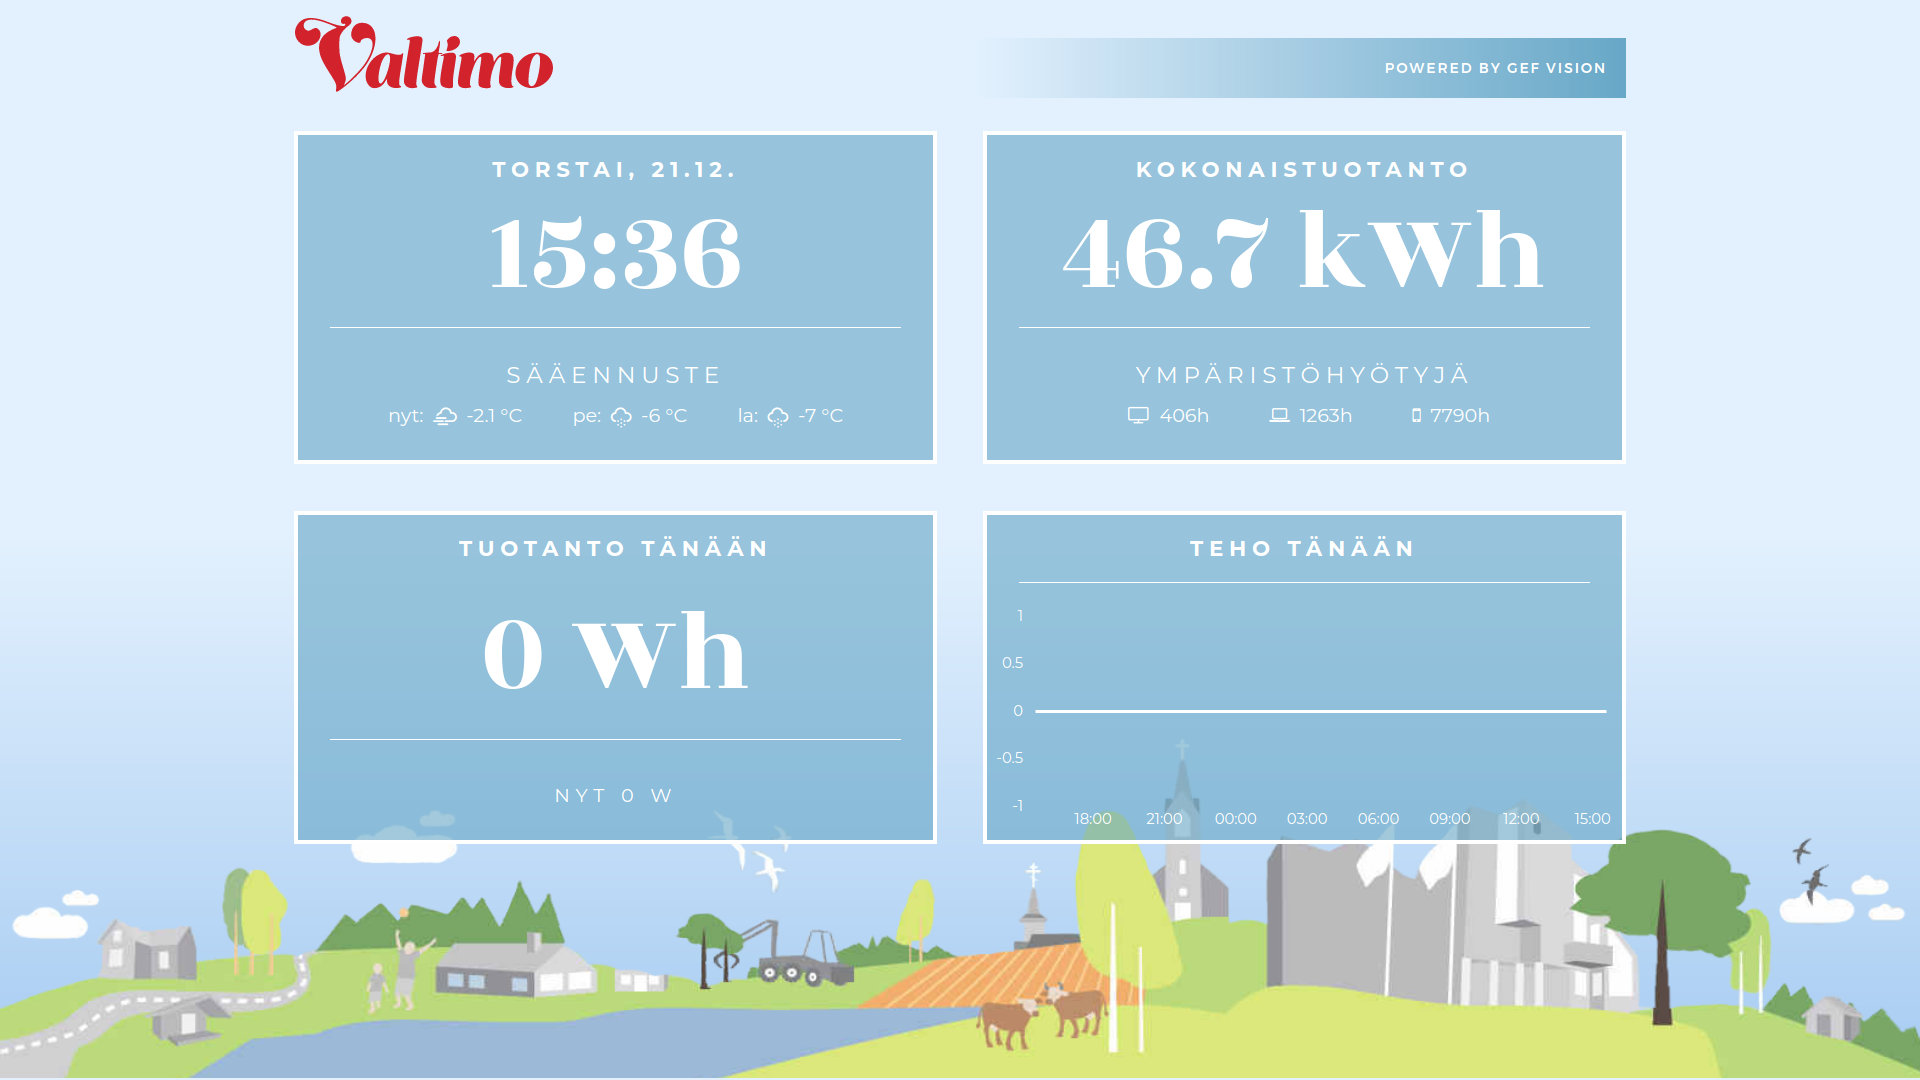 Valtimo
POWERED BY GEF VISION
TORSTAI, 21.12.
15:36
SÄÄENNUSTE
nyt: -2.1 °C pe: -6 °C la: -7 °C
KOKONAISTUOTANTO
46.7 kWh
YMPÄRISTÖHYÖTYJÄ
406h 1263h 7790h
TUOTANTO TÄNÄÄN
0 Wh
NYT 0 W
TEHO TÄNÄÄN
1
0.5
0
-0.5
-1
18:00 21:00 00:00 03:00 06:00 09:00 12:00 15:00